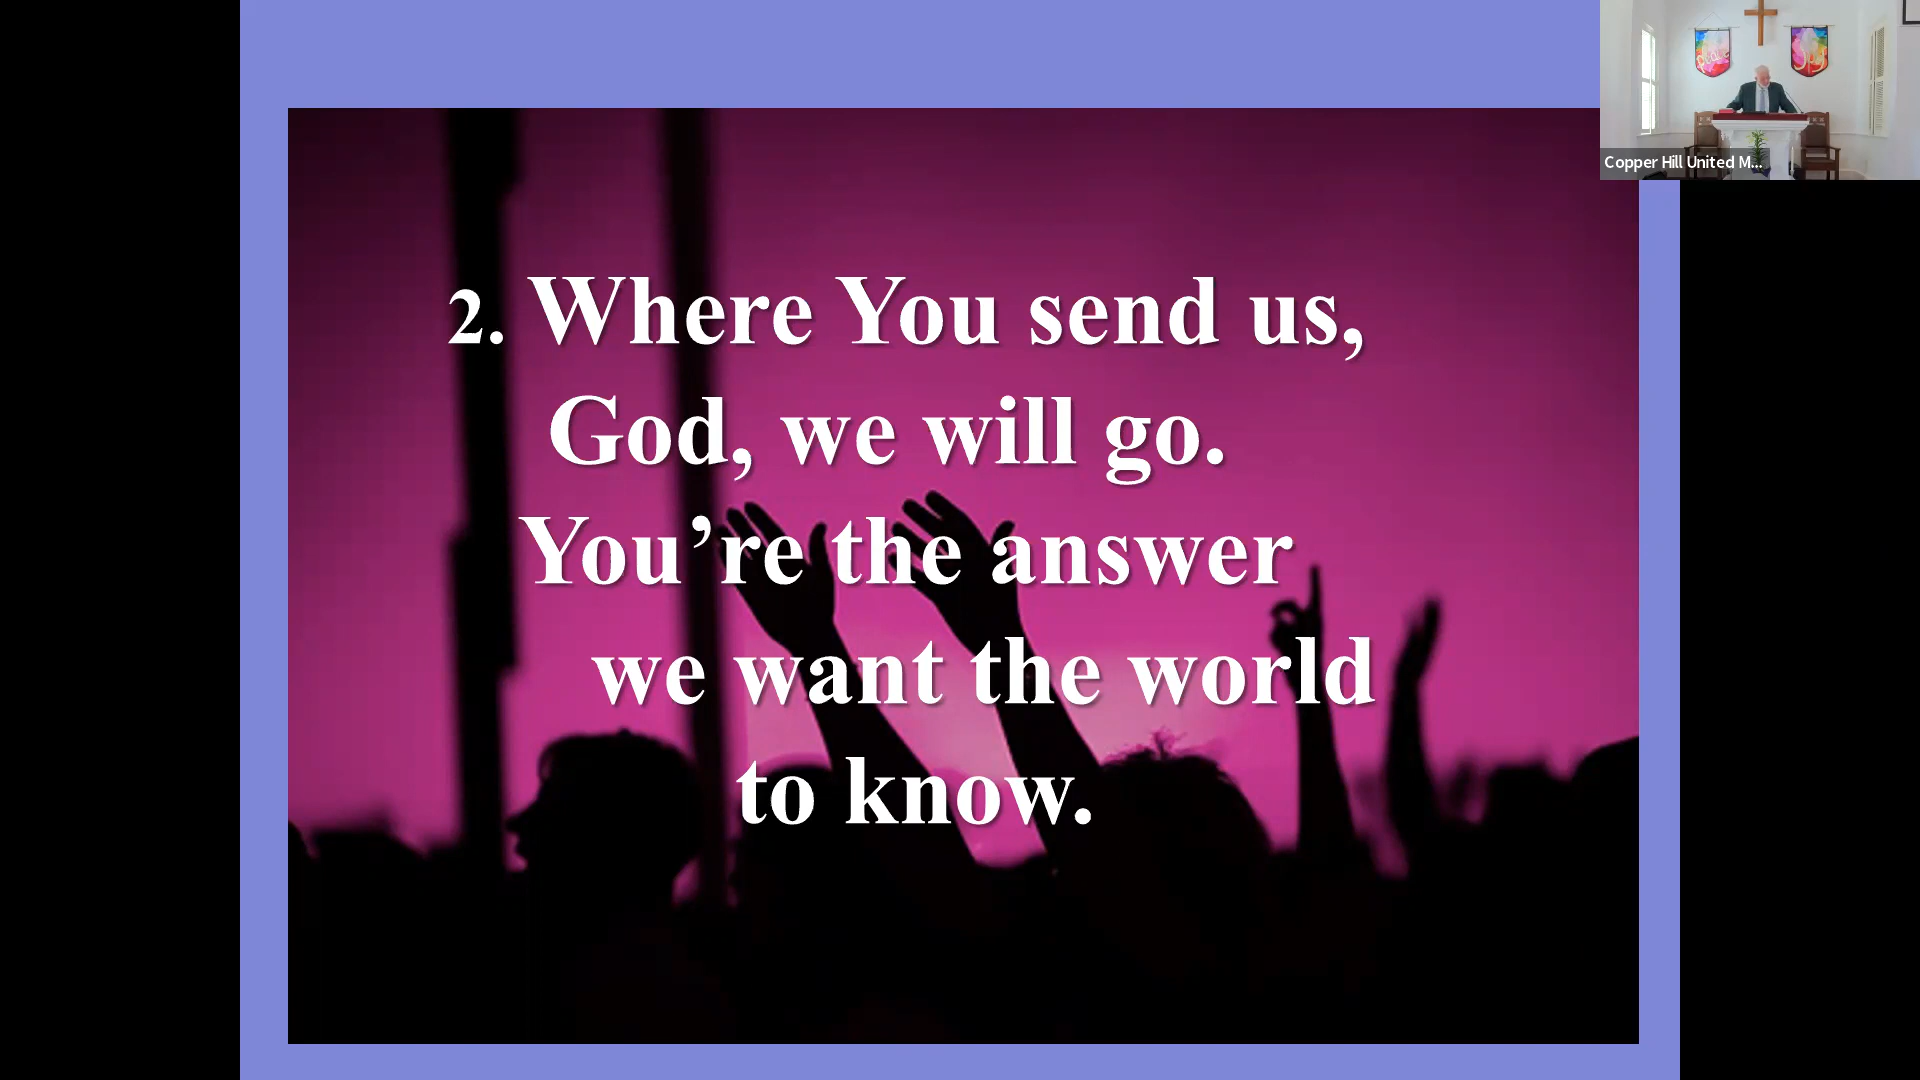 2. Where You send us,
God, we will go.
You’re the answer
we want the world
to know.
Copper Hill United M...